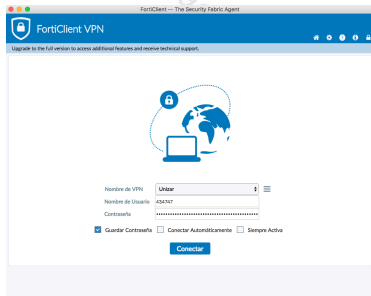 FortiClient -- The Security Fabric Agent
FortiClient VPN
Upgrade to the full version to access additional features and receive technical support.
Nombre de VPN Unizar
Nombre de Usuario 434747
Contraseña ••••••••••••••••••••••••••••••••••••••••
Guardar Contraseña Conectar Automáticamente Siempre Activa
Conectar